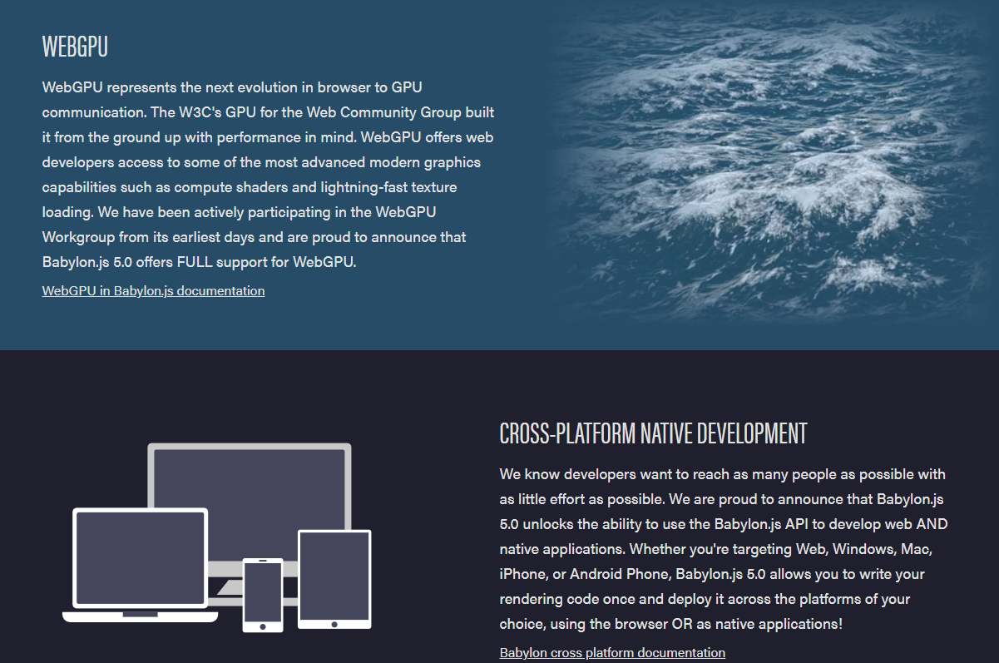 WEBGPU
WebGPU represents the next evolution in browser to GPU
communication. The W3C's GPU for the Web Community Group built
it from the ground up with performance in mind. WebGPU offers web
developers access to some of the most advanced modern graphics
capabilities such as compute shaders and lightning-fast texture
loading. We have been actively participating in the WebGPU
Workgroup from its earliest days and are proud to announce that
Babylon.js 5.0 offers FULL support for WebGPU.
WebGPU in Babylon.js documentation
CROSS-PLATFORM NATIVE DEVELOPMENT
We know developers want to reach as many people as possible with
as little effort as possible. We are proud to announce that Babylon.js
5.0 unlocks the ability to use the Babylon.js API to develop web AND
native applications. Whether you're targeting Web, Windows, Mac,
iPhone, or Android Phone, Babylon.js 5.0 allows you to write your
rendering code once and deploy it across the platforms of your
choice, using the browser OR as native applications!
Babylon cross platform documentation